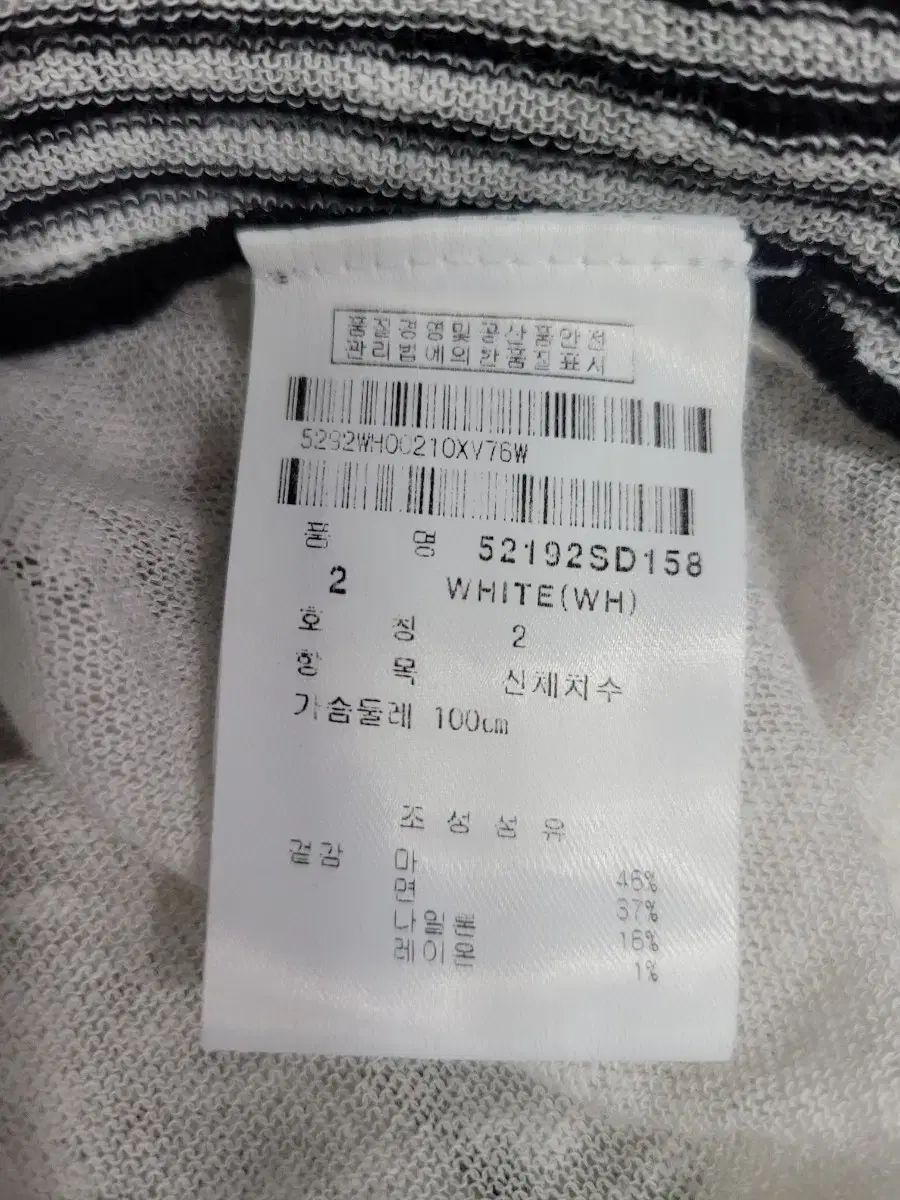 품질경영및공산품안전
관리법에의한품질표시
5292WH00210XV76W
품 명 52192SD158
2 WHITE(WH)
호 칭 2
항 목 신체치수
가슴둘레 100cm
조 성 섬 유
겉감 마 46%
면 37%
나일론 16%
레이온 1%